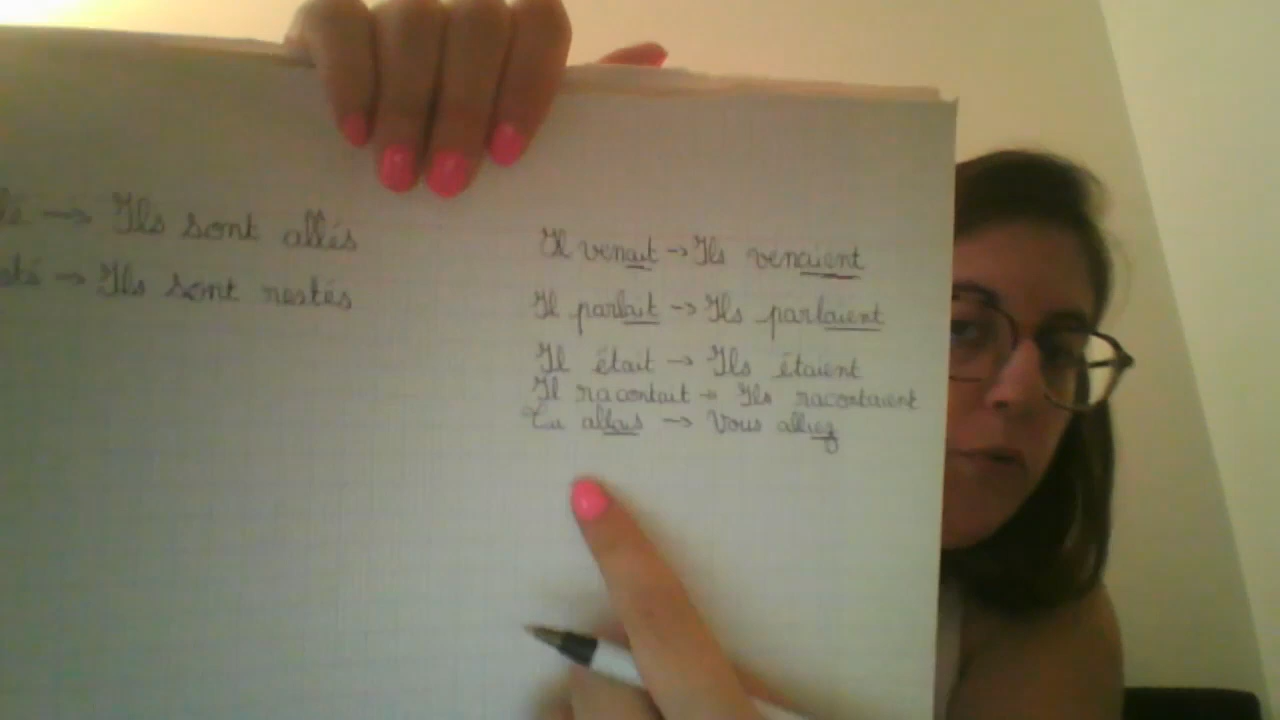 → Ils sont allés
→ Ils sont restés
Il venait → Ils venaient
Il parlait → Ils parlaient
Il était → Ils étaient
Il racontait → Ils racontaient
Tu allais → Vous alliez